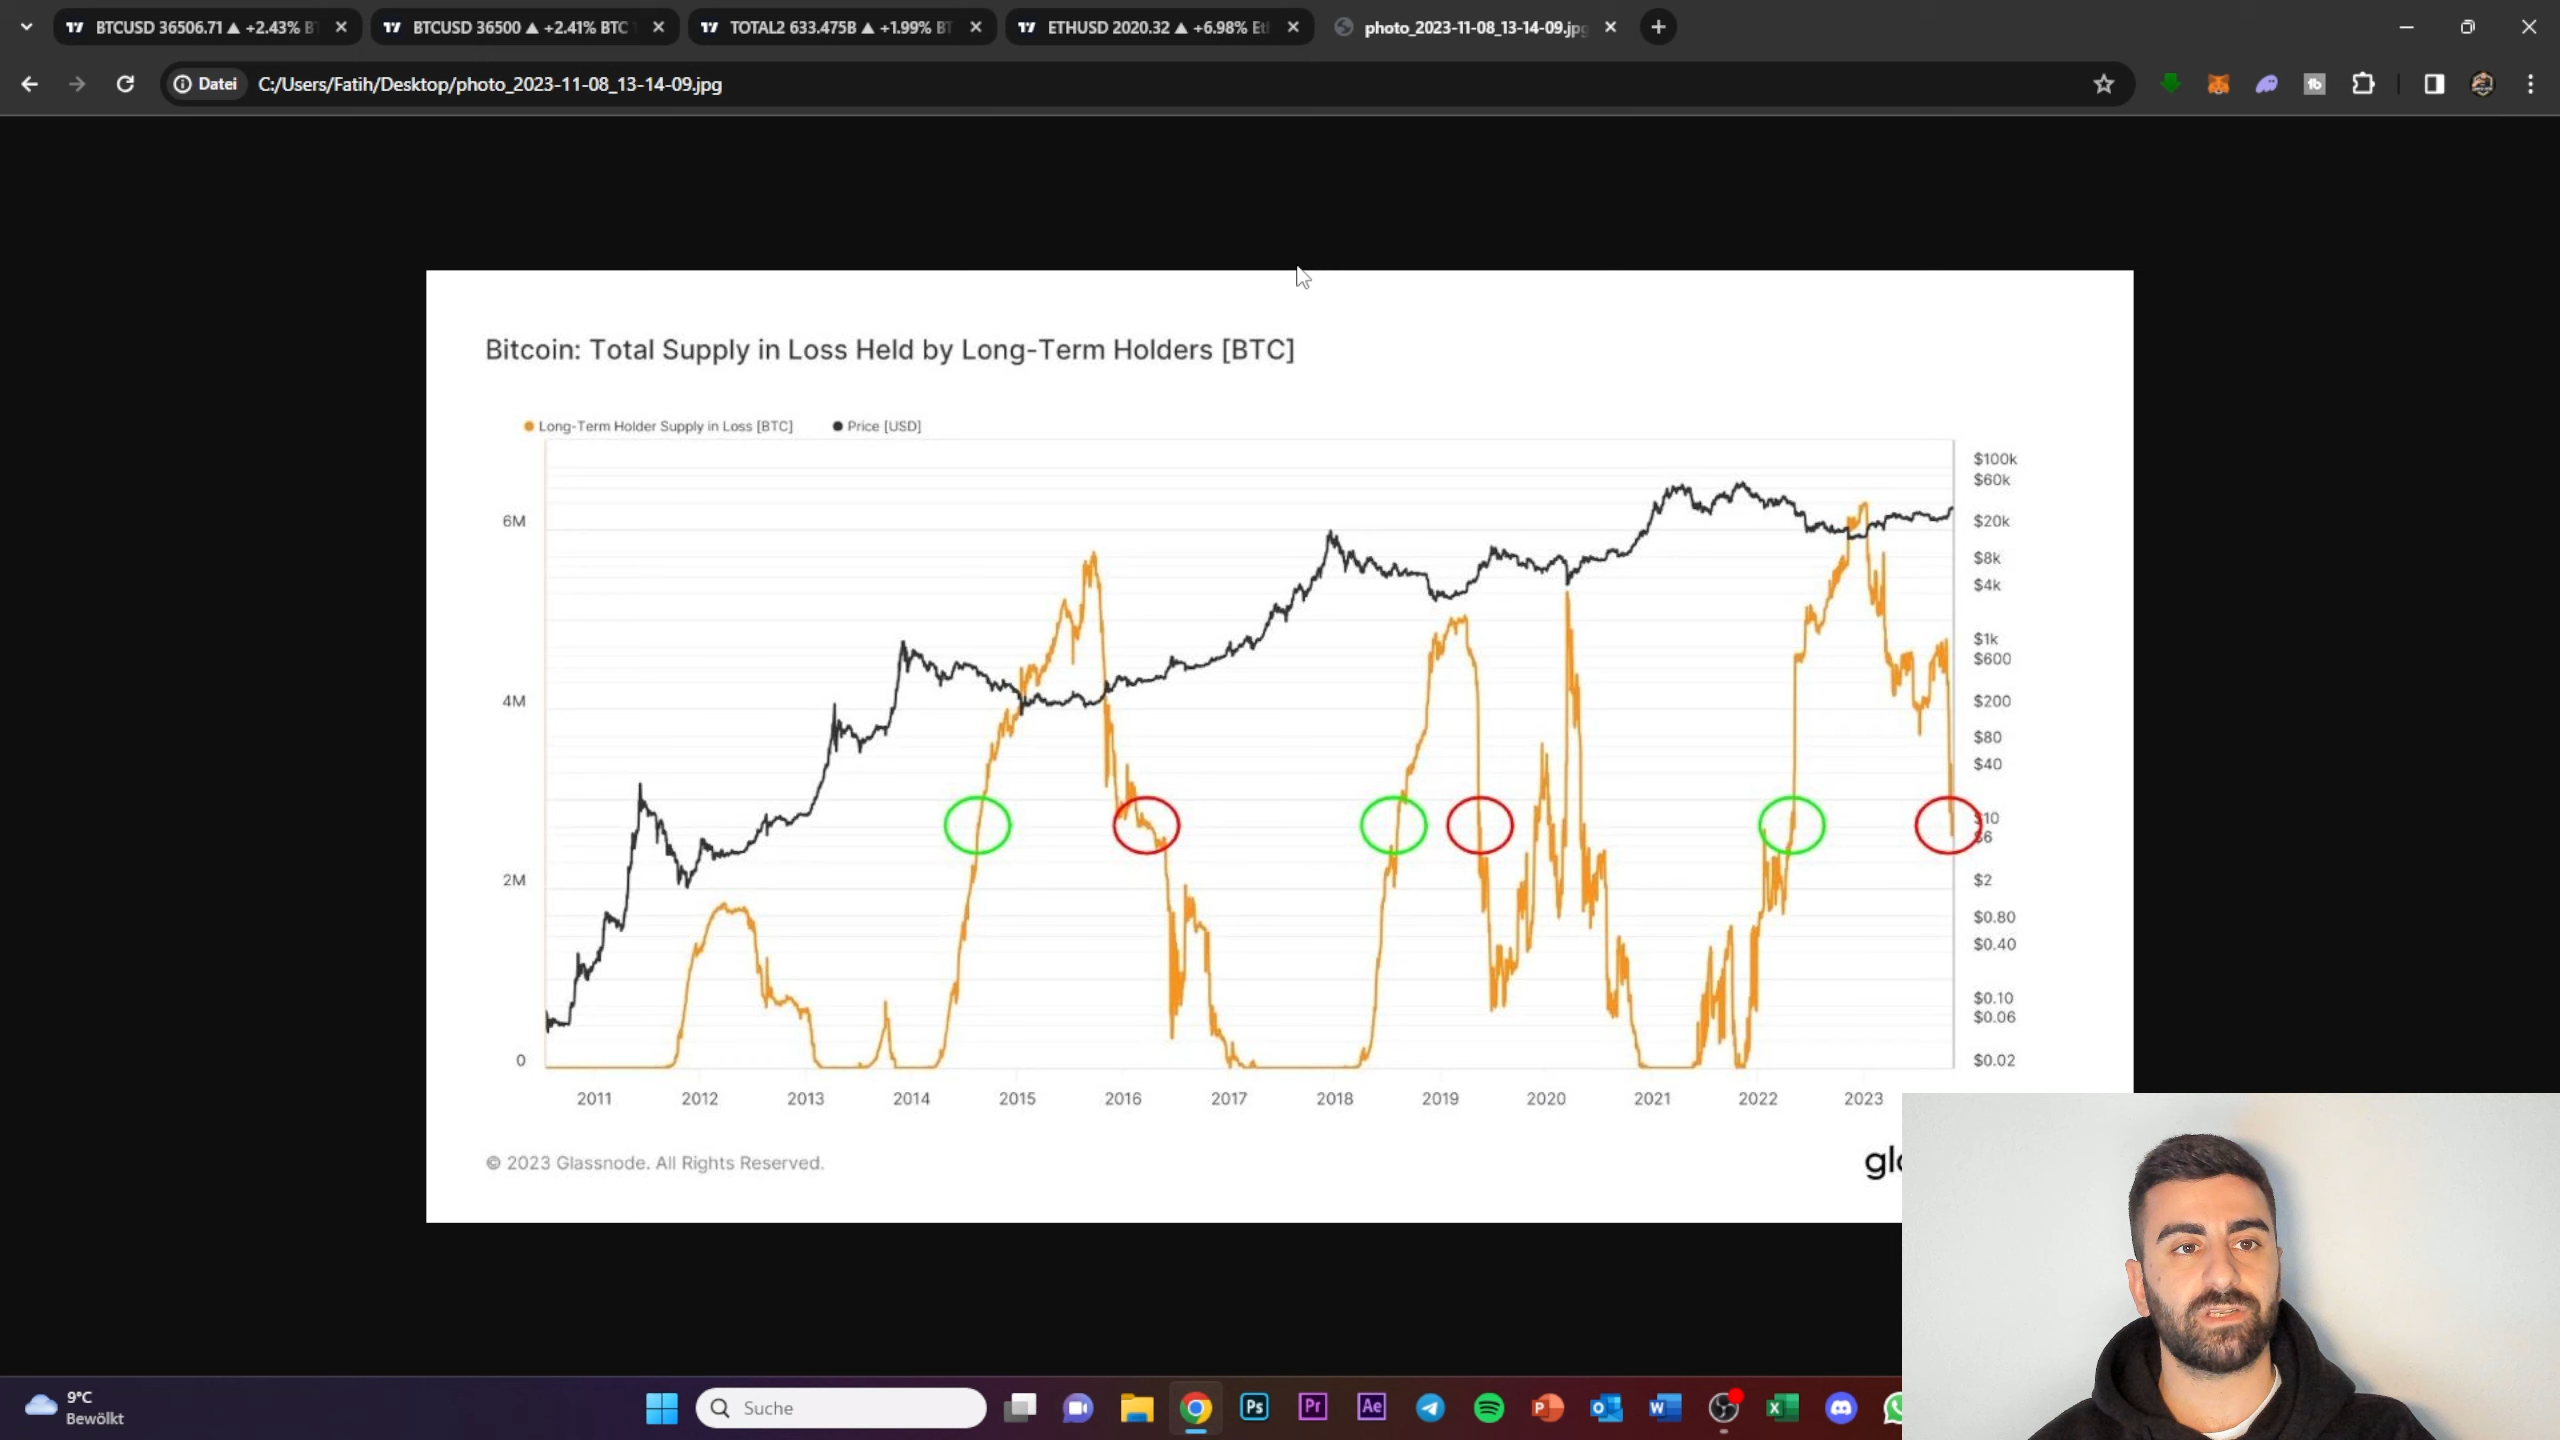 BTCUSD 36506.71 ▲ +2.43%
BTCUSD 36500 ▲ +2.41% BTC
TOTAL2 633.475B ▲ +1.99%
ETHUSD 2020.32 ▲ +6.98%
photo_2023-11-08_13-14-09.jpg
Datei
C:/Users/Fatih/Desktop/photo_2023-11-08_13-14-09.jpg
Bitcoin: Total Supply in Loss Held by Long-Term Holders [BTC]
Long-Term Holder Supply in Loss [BTC]
Price [USD]
6M
4M
2M
0
$100k
$60k
$20k
$8k
$4k
$1k
$600
$200
$80
$40
$10
$6
$2
$0.80
$0.40
$0.10
$0.06
$0.02
2011 2012 2013 2014 2015 2016 2017 2018 2019 2020 2021 2022 2023
© 2023 Glassnode. All Rights Reserved.
9°C
Bewölkt
Suche
Ps
Pr
Ae